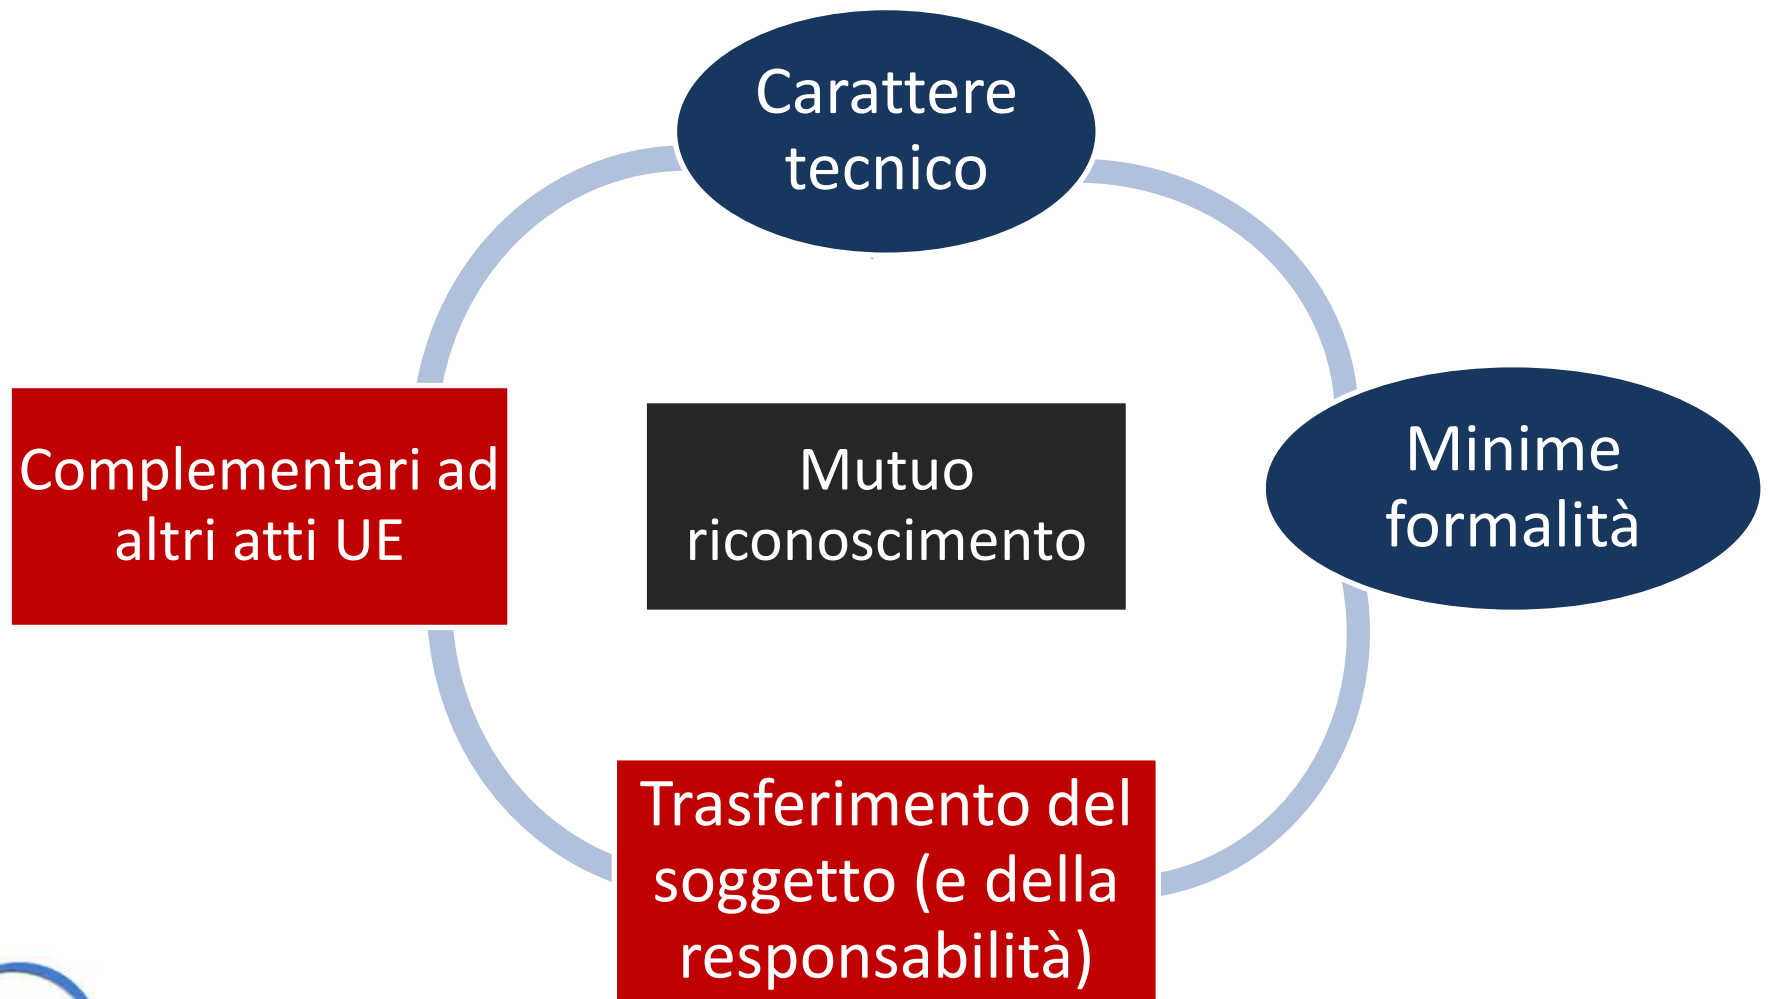 Carattere
tecnico
Minime
formalità
Trasferimento del
soggetto (e della
responsabilità)
Complementari ad
altri atti UE
Mutuo
riconoscimento